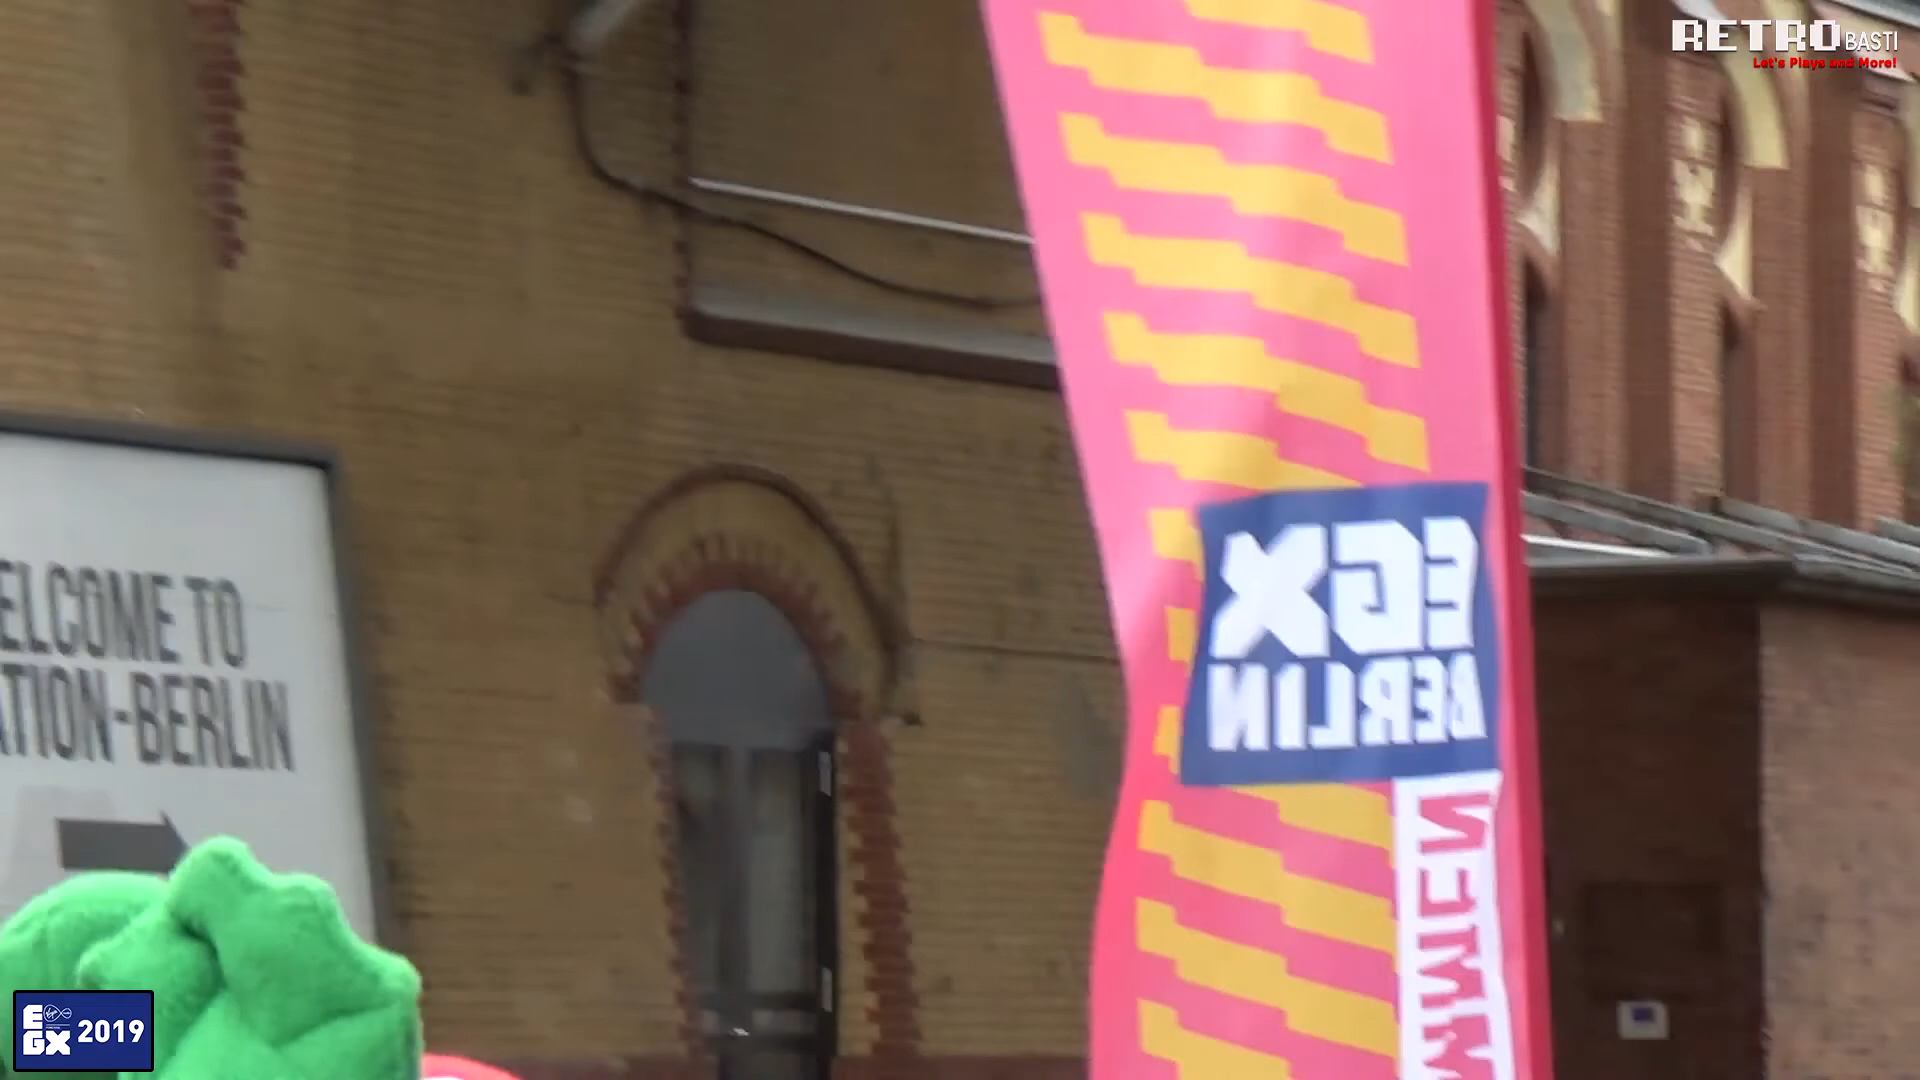 RETRO BASTI
Let's Plays and More!
ELCOME TO
ATION-BERLIN
EGX
BERLIN
EGX 2019